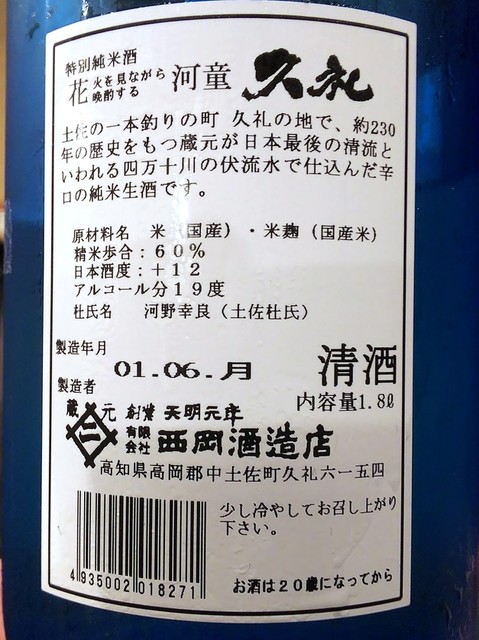 特別純米酒
花火を見ながら晩酌する河童 久礼
土佐の一本釣りの町 久礼の地で、約230
年の歴史をもつ蔵元が日本最後の清流と
いわれる四万十川の伏流水で仕込んだ辛
口の純米生酒です。
原材料名 米(国産)・米麹(国産米)
精米歩合:60%
日本酒度:+12
アルコール分19度
杜氏名 河野幸良(土佐杜氏)
製造年月
01.06.月
清酒
製造者
内容量1.8ℓ
蔵元 創業 天明元年
有限会社 西岡酒造店
高知県高岡郡中土佐町久礼六一五四
少し冷やしてお召し上がり
下さい。
4935002018271
お酒は20歳になってから